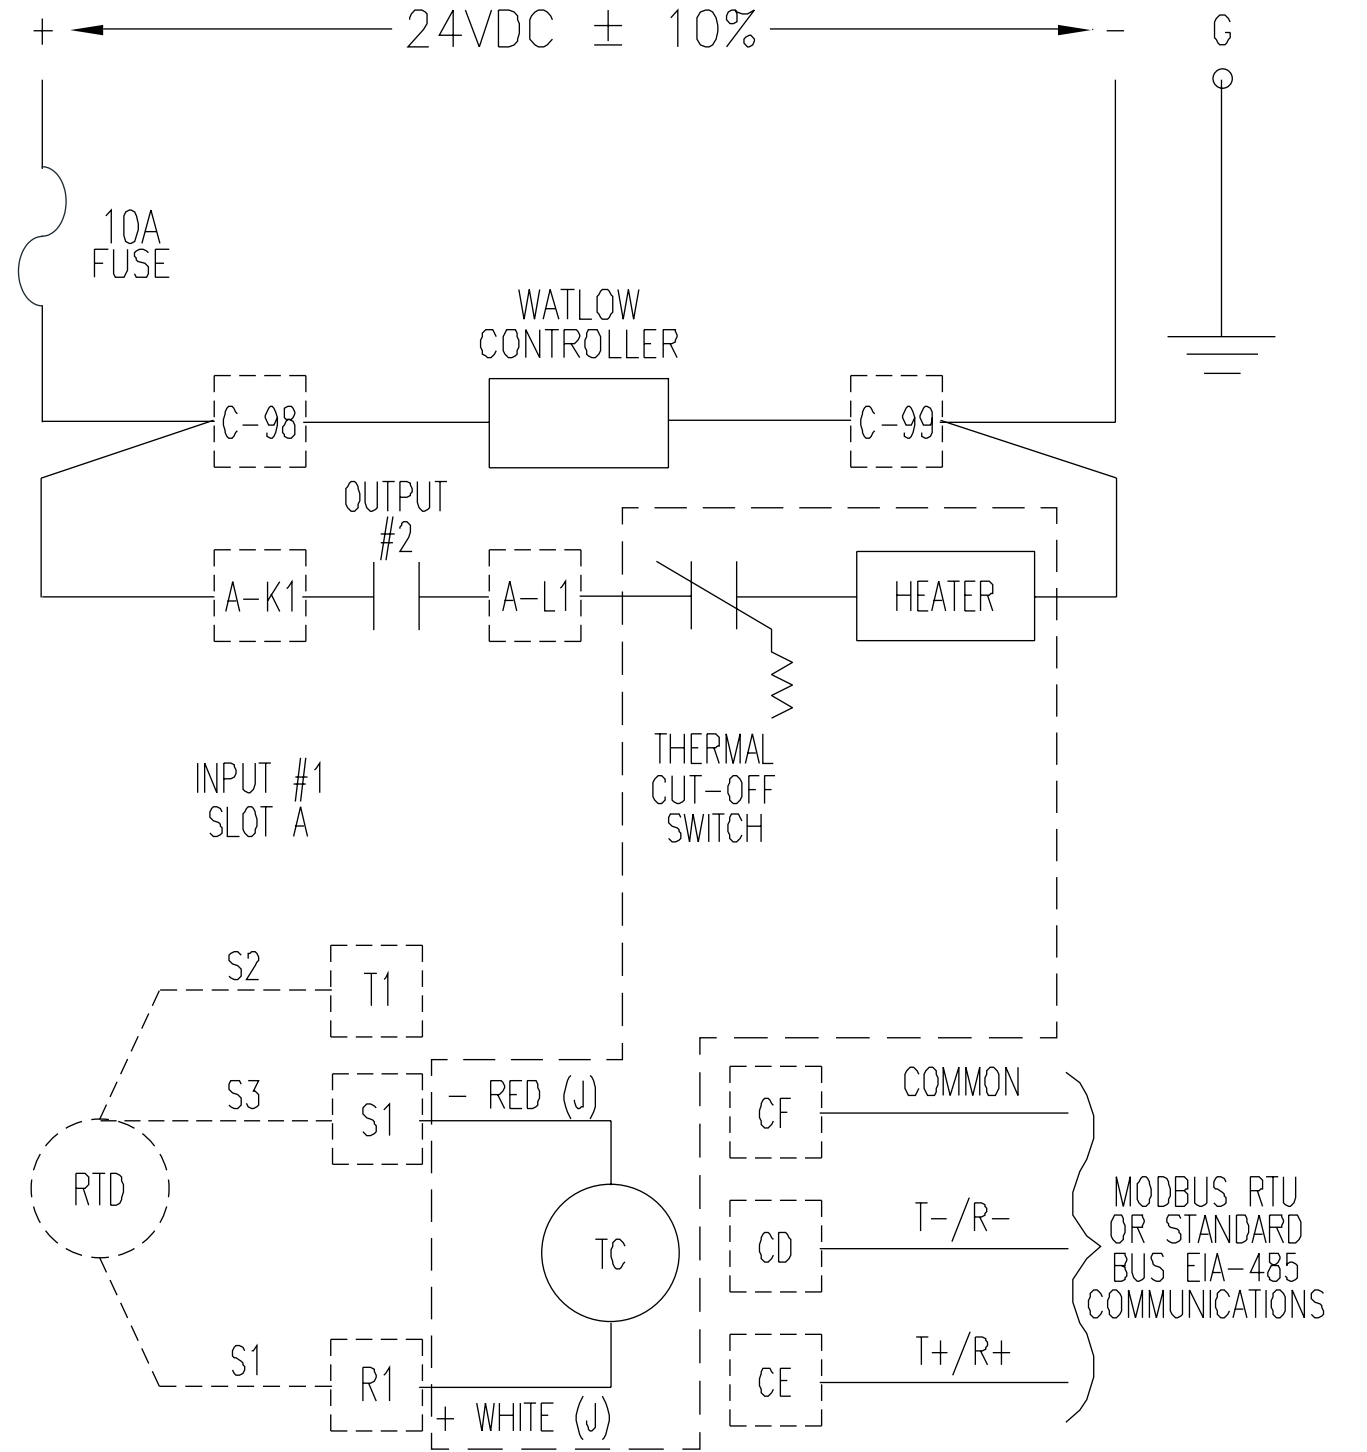 + 24VDC ± 10% - G
10A
FUSE
WATLOW
CONTROLLER
C-98
C-99
OUTPUT
#2
A-K1
A-L1
HEATER
THERMAL
CUT-OFF
SWITCH
INPUT #1
SLOT A
S2
T1
S3
S1
- RED (J)
RTD
TC
S1
R1
+ WHITE (J)
CF
COMMON
CD
T-/R-
CE
T+/R+
MODBUS RTU
OR STANDARD
BUS EIA-485
COMMUNICATIONS